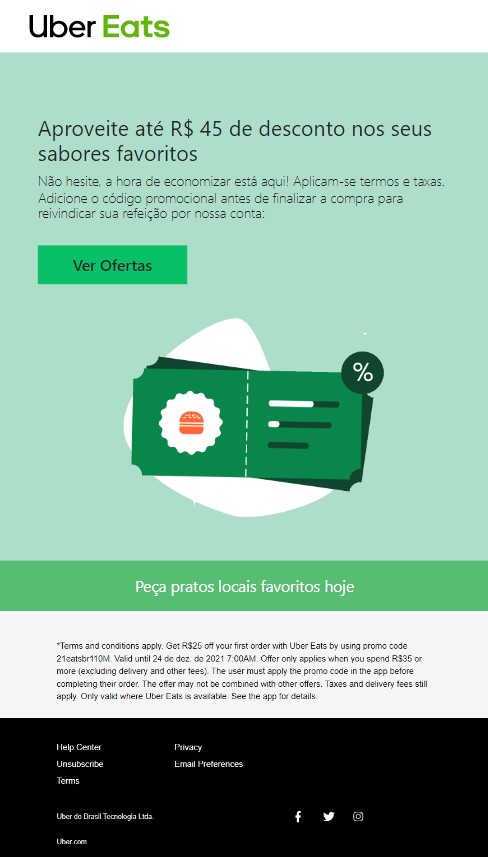 Uber Eats
Aproveite até R$ 45 de desconto nos seus
sabores favoritos
Não hesite, a hora de economizar está aqui! Aplicam-se termos e taxas.
Adicione o código promocional antes de finalizar a compra para
reivindicar sua refeição por nossa conta:
Ver Ofertas
%
Peça pratos locais favoritos hoje
*Terms and conditions apply. Get R$25 off your first order with Uber Eats by using promo code
21eatsbr110M. Valid until 24 de dez. de 2021 7:00AM. Offer only applies when you spend R$35 or
more (excluding delivery and other fees). The user must apply the promo code in the app before
completing their order. The offer may not be combined with other offers. Taxes and delivery fees still
apply. Only valid where Uber Eats is available. See the app for details.
Help Center Privacy
Unsubscribe Email Preferences
Terms
Uber do Brasil Tecnologia Ltda.
Uber.com